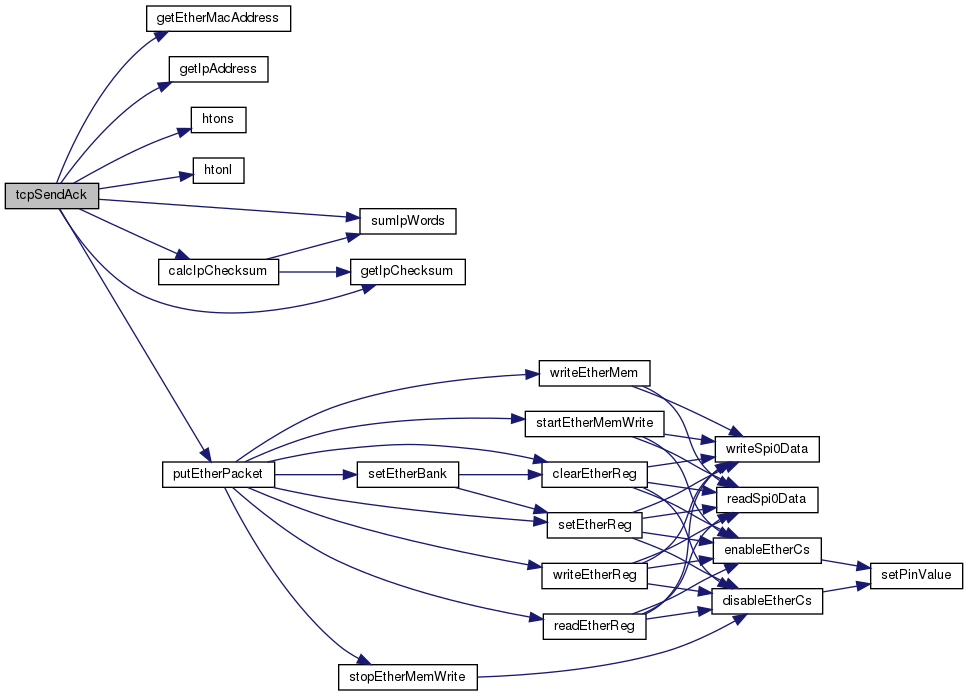 getEtherMacAddress
getIpAddress
htons
htonl
tcpSendAck
sumIpWords
calcIpChecksum
getIpChecksum
writeEtherMem
startEtherMemWrite
writeSpi0Data
putEtherPacket
setEtherBank
clearEtherReg
readSpi0Data
setEtherReg
enableEtherCs
writeEtherReg
setPinValue
disableEtherCs
readEtherReg
stopEtherMemWrite